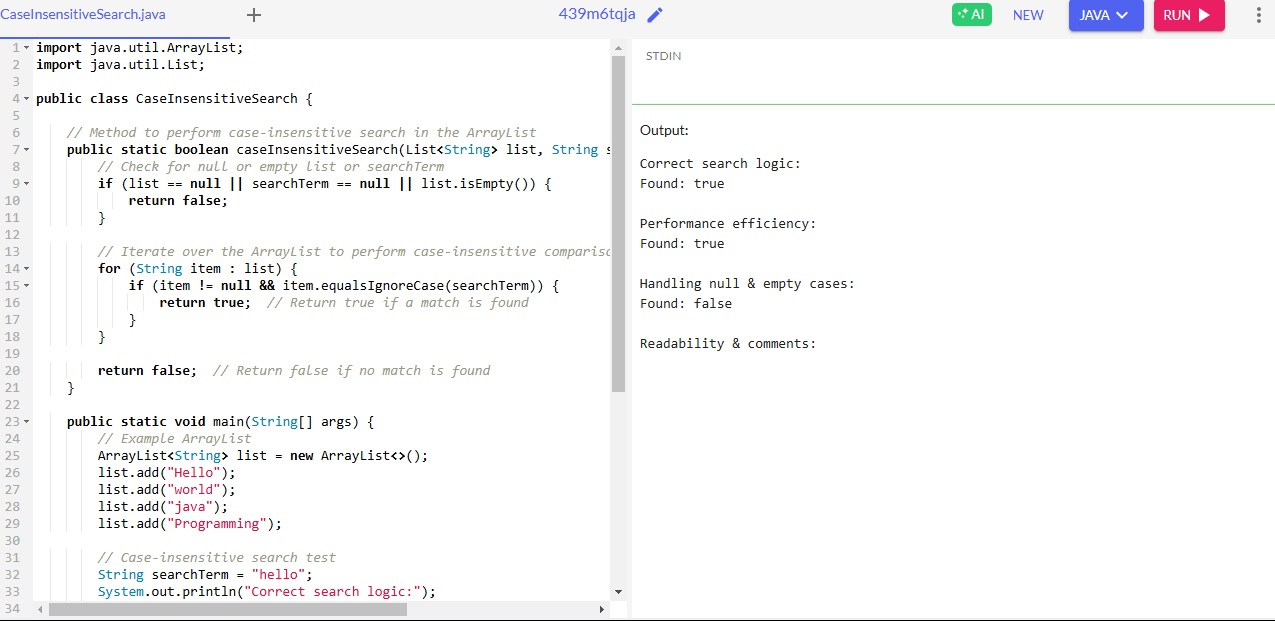 CaseInsensitiveSearch.java
439m6tqja
AI
NEW
JAVA
RUN
1 import java.util.ArrayList;
2 import java.util.List;
3
4 public class CaseInsensitiveSearch {
5
6 // Method to perform case-insensitive search in the ArrayList
7 public static boolean caseInsensitiveSearch(List<String> list, String s
8 // Check for null or empty list or searchTerm
9 if (list == null || searchTerm == null || list.isEmpty()) {
10 return false;
11 }
12
13 // Iterate over the ArrayList to perform case-insensitive comparisc
14 for (String item : list) {
15 if (item != null && item.equalsIgnoreCase(searchTerm)) {
16 return true;  // Return true if a match is found
17 }
18 }
19
20 return false;  // Return false if no match is found
21 }
22
23 public static void main(String[] args) {
24 // Example ArrayList
25 ArrayList<String> list = new ArrayList<>();
26 list.add("Hello");
27 list.add("world");
28 list.add("java");
29 list.add("Programming");
30
31 // Case-insensitive search test
32 String searchTerm = "hello";
33 System.out.println("Correct search logic:");
34
STDIN
Output:
Correct search logic:
Found: true
Performance efficiency:
Found: true
Handling null & empty cases:
Found: false
Readability & comments: